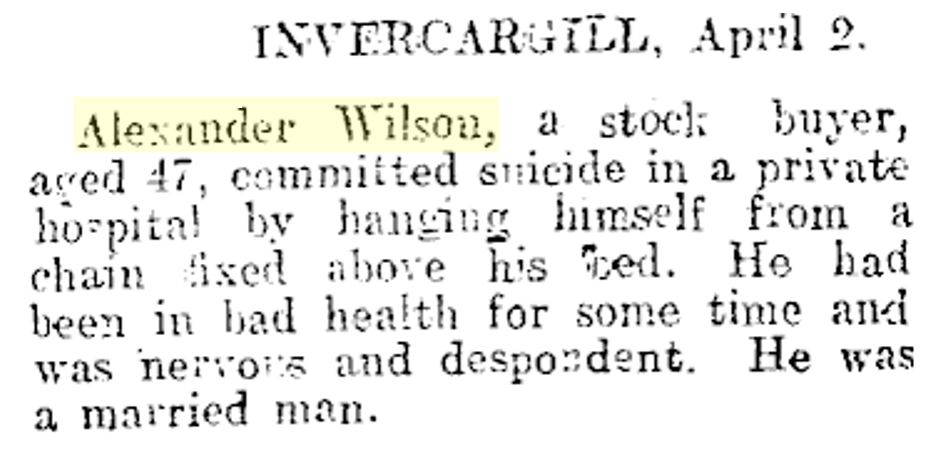 INVERCARGILL, April 2.
Alexander Wilson, a stock buyer,
aged 47, committed suicide in a private
hospital by hanging himself from a
chain fixed above his bed. He had
been in bad health for some time and
was nervous and despondent. He was
a married man.